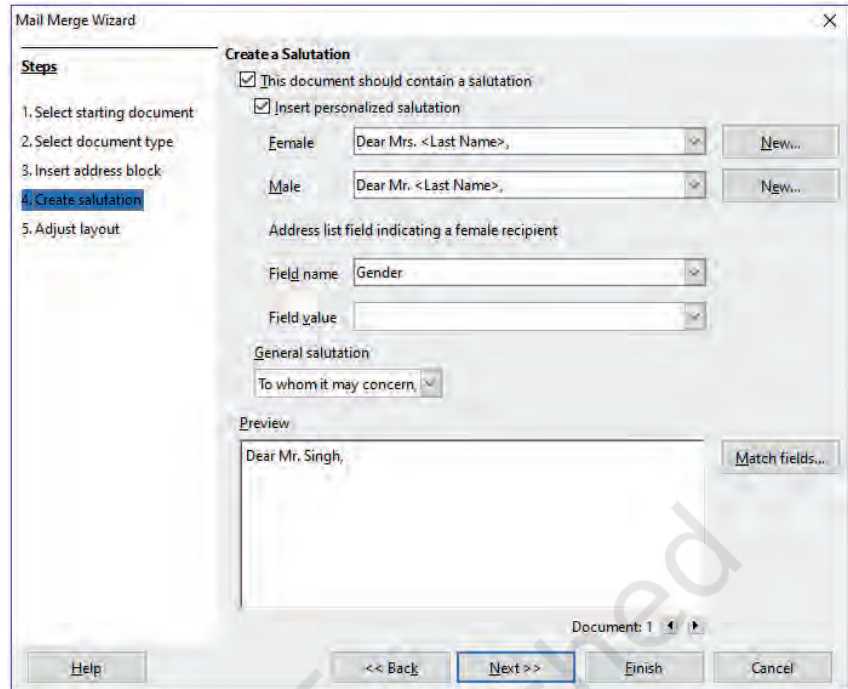 Mail Merge Wizard
Steps
1. Select starting document
2. Select document type
3. Insert address block
4. Create salutation
5. Adjust layout
Create a Salutation
This document should contain a salutation
Insert personalized salutation
Female Dear Mrs. <Last Name>, New...
Male Dear Mr. <Last Name>, New...
Address list field indicating a female recipient
Field name Gender
Field value
General salutation
To whom it may concern,
Preview
Dear Mr. Singh,
Match fields...
Document: 1
Help << Back Next >> Finish Cancel